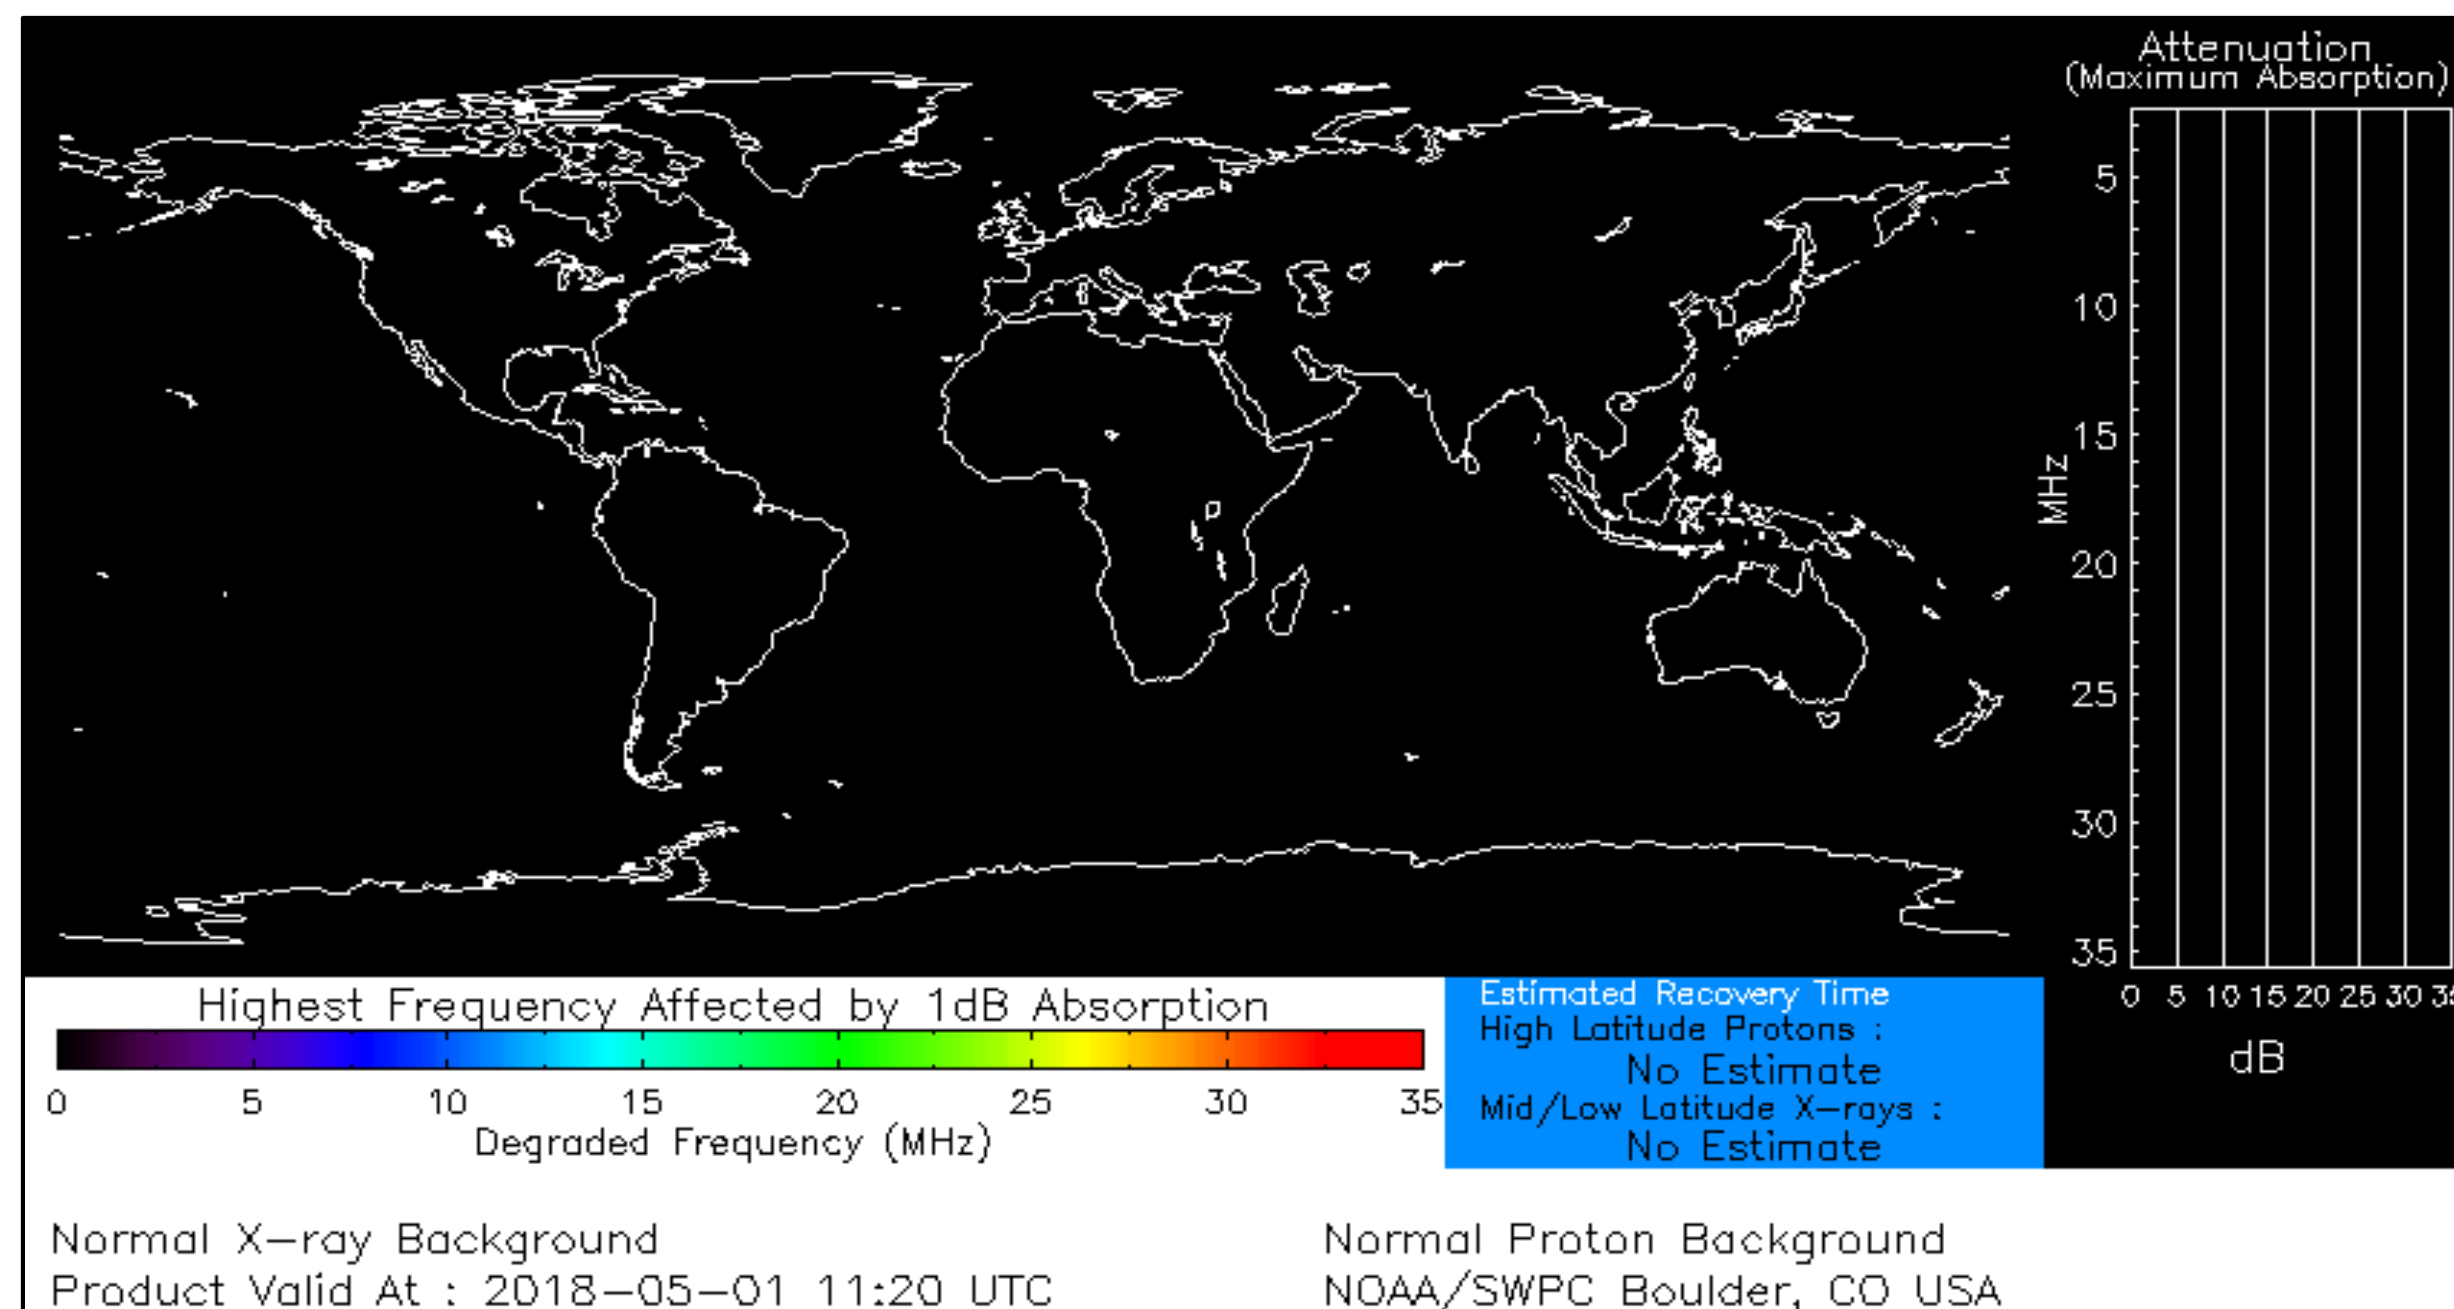 Attenuation
(Maximum Absorption)
5
10
15
20
25
30
35
MHz
0 5 10 15 20 25 30
dB
Highest Frequency Affected by 1dB Absorption
0 5 10 15 20 25 30 35
Degraded Frequency (MHz)
Estimated Recovery Time
High Latitude Protons :
No Estimate
Mid/Low Latitude X-rays :
No Estimate
Normal X-ray Background
Normal Proton Background
Product Valid At : 2018-05-01 11:20 UTC
NOAA/SWPC Boulder, CO USA